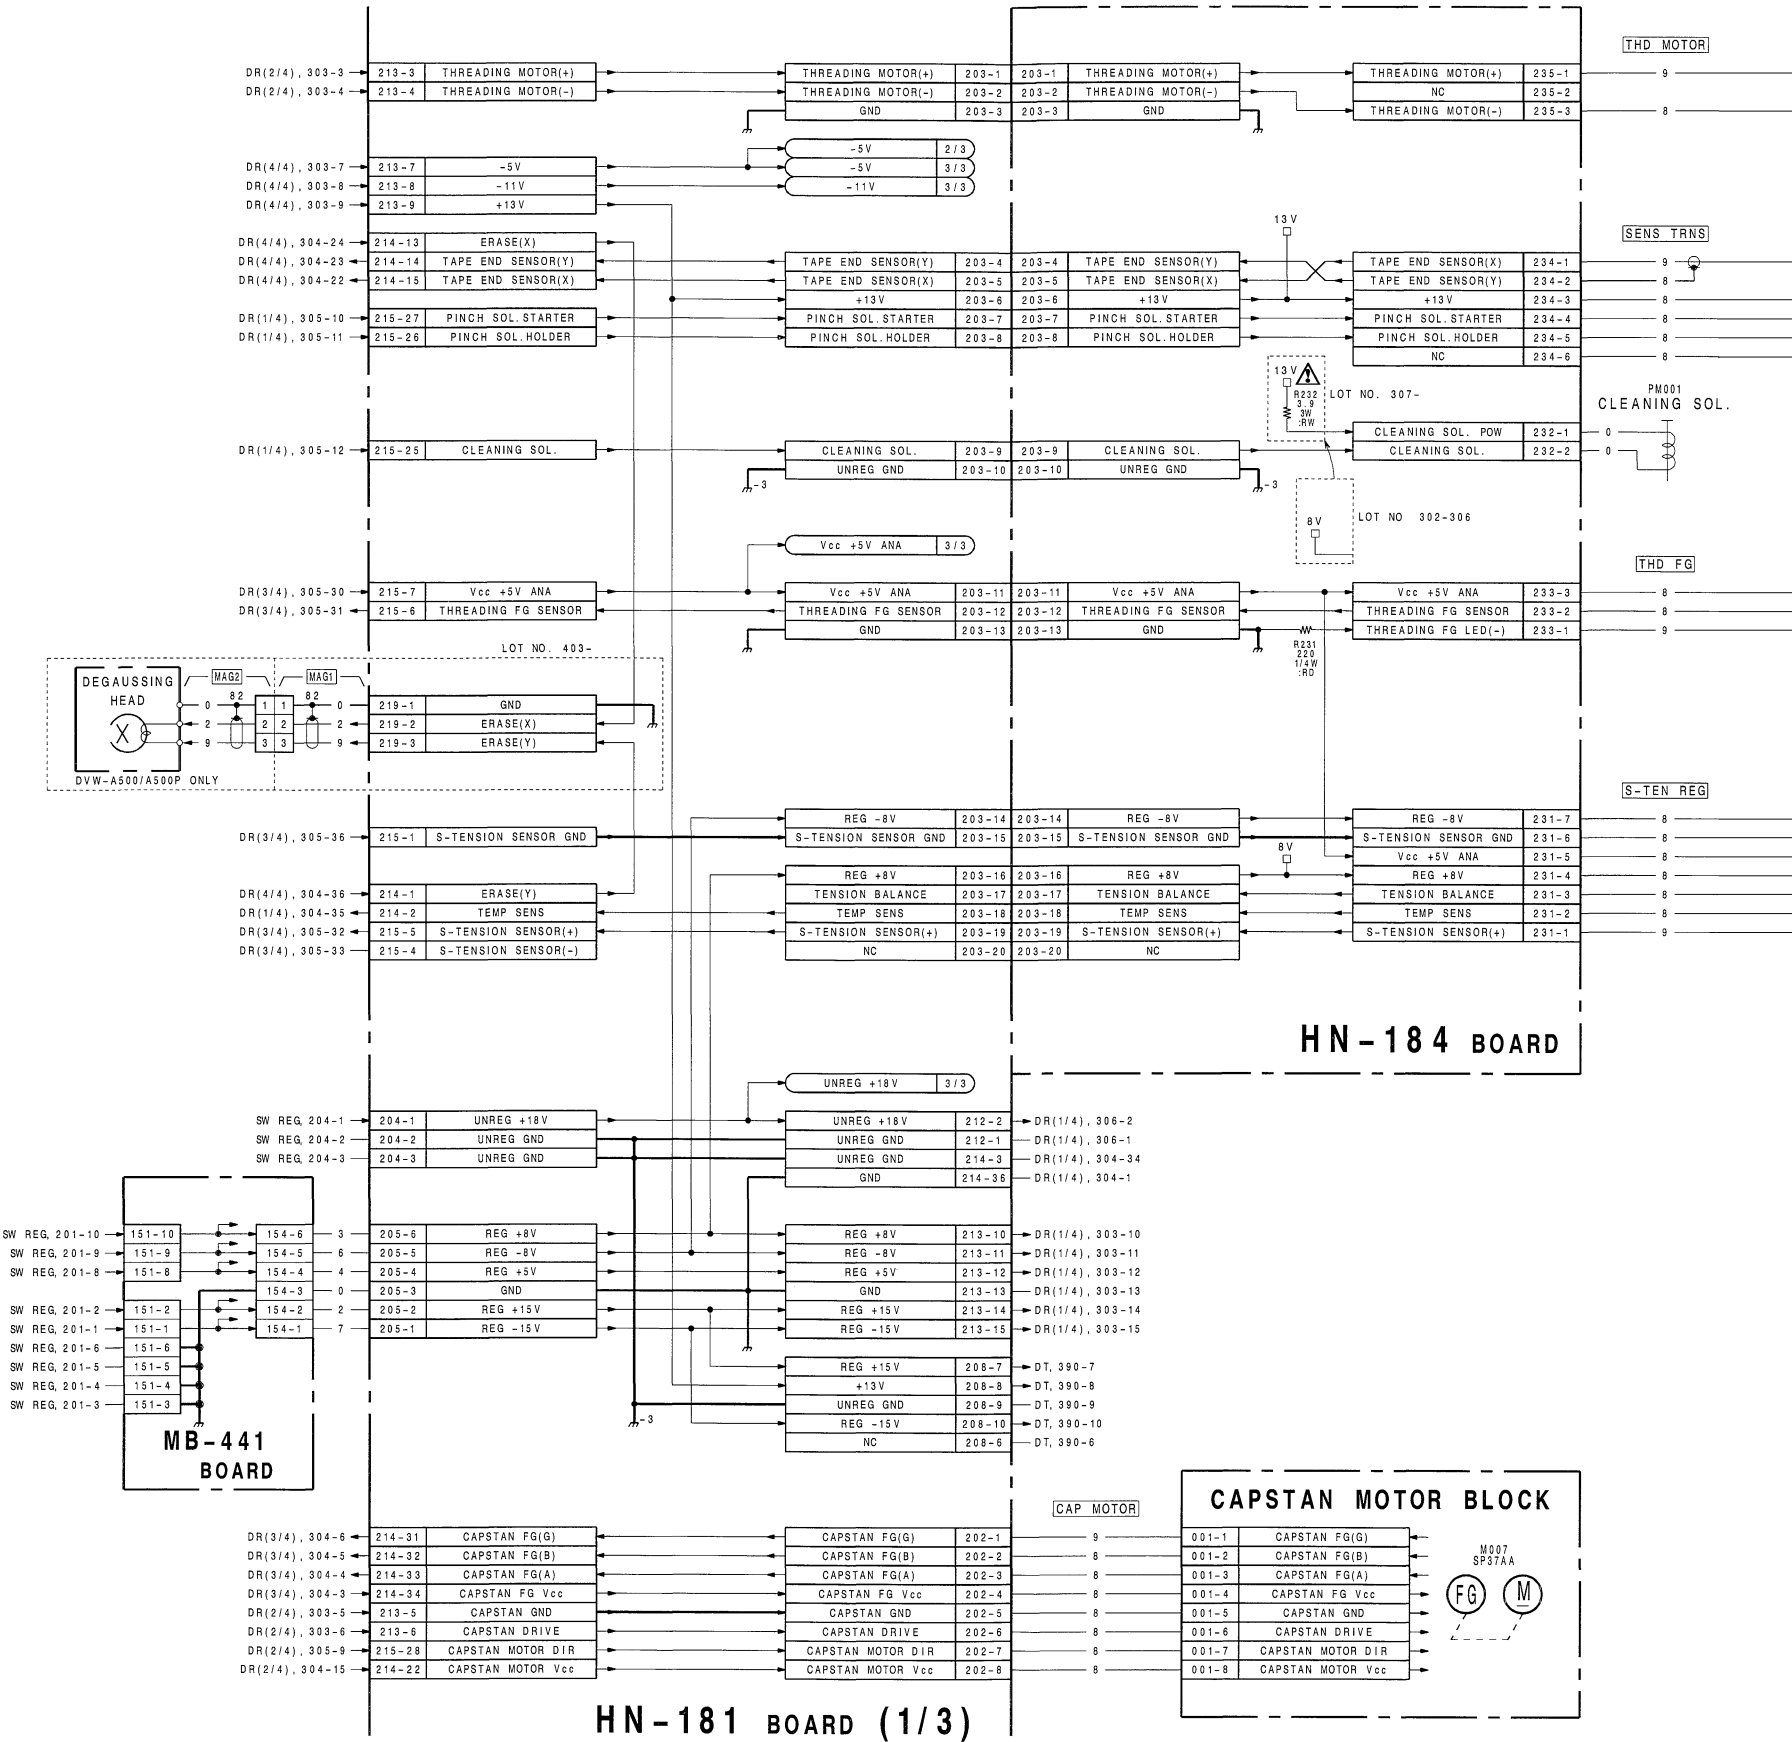 THD MOTOR
DR(2/4), 303-3 213-3 THREADING MOTOR(+) THREADING MOTOR(+) 203-1 203-1 THREADING MOTOR(+) THREADING MOTOR(+) 235-1 9
DR(2/4), 303-4 213-4 THREADING MOTOR(-) THREADING MOTOR(-) 203-2 203-2 THREADING MOTOR(-) NC 235-2
GND 203-3 203-3 GND THREADING MOTOR(-) 235-3 8
-5V 2/3
DR(4/4), 303-7 213-7 -5V -5V 3/3
DR(4/4), 303-8 213-8 -11V -11V 3/3
DR(4/4), 303-9 213-9 +13V
13V
SENS TRNS
DR(4/4), 304-24 214-13 ERASE(X)
DR(4/4), 304-23 214-14 TAPE END SENSOR(Y) TAPE END SENSOR(Y) 203-4 203-4 TAPE END SENSOR(Y) TAPE END SENSOR(X) 234-1 9
DR(4/4), 304-22 214-15 TAPE END SENSOR(X) TAPE END SENSOR(X) 203-5 203-5 TAPE END SENSOR(X) TAPE END SENSOR(Y) 234-2 8
+13V 203-6 203-6 +13V +13V 234-3 8
DR(1/4), 305-10 215-27 PINCH SOL.STARTER PINCH SOL.STARTER 203-7 203-7 PINCH SOL.STARTER PINCH SOL.STARTER 234-4 8
DR(1/4), 305-11 215-26 PINCH SOL.HOLDER PINCH SOL.HOLDER 203-8 203-8 PINCH SOL.HOLDER PINCH SOL.HOLDER 234-5 8
NC 234-6 8
13V
R232
3.9
3W
:RW
LOT NO. 307-
PM001
CLEANING SOL.
CLEANING SOL. POW 232-1 0
DR(1/4), 305-12 215-25 CLEANING SOL. CLEANING SOL. 203-9 203-9 CLEANING SOL. CLEANING SOL. 232-2 0
UNREG GND 203-10 203-10 UNREG GND
-3 -3
8V
LOT NO 302-306
Vcc +5V ANA 3/3
THD FG
DR(3/4), 305-30 215-7 Vcc +5V ANA Vcc +5V ANA 203-11 203-11 Vcc +5V ANA Vcc +5V ANA 233-3 8
DR(3/4), 305-31 215-6 THREADING FG SENSOR THREADING FG SENSOR 203-12 203-12 THREADING FG SENSOR THREADING FG SENSOR 233-2 8
GND 203-13 203-13 GND THREADING FG LED(-) 233-1 9
R231
220
1/4W
:RD
LOT NO. 403-
DEGAUSSING
HEAD
MAG2 MAG1
82 82
0 1 1 0 219-1 GND
2 2 2 2 219-2 ERASE(X)
9 3 3 9 219-3 ERASE(Y)
X
DVW-A500/A500P ONLY
S-TEN REG
REG -8V 203-14 203-14 REG -8V REG -8V 231-7 8
DR(3/4), 305-36 215-1 S-TENSION SENSOR GND S-TENSION SENSOR GND 203-15 203-15 S-TENSION SENSOR GND S-TENSION SENSOR GND 231-6 8
8V
Vcc +5V ANA 231-5 8
REG +8V 203-16 203-16 REG +8V REG +8V 231-4 8
DR(4/4), 304-36 214-1 ERASE(Y) TENSION BALANCE 203-17 203-17 TENSION BALANCE TENSION BALANCE 231-3 8
DR(1/4), 304-35 214-2 TEMP SENS TEMP SENS 203-18 203-18 TEMP SENS TEMP SENS 231-2 8
DR(3/4), 305-32 215-5 S-TENSION SENSOR(+) S-TENSION SENSOR(+) 203-19 203-19 S-TENSION SENSOR(+) S-TENSION SENSOR(+) 231-1 9
DR(3/4), 305-33 215-4 S-TENSION SENSOR(-) NC 203-20 203-20 NC
HN-184 BOARD
UNREG +18V 3/3
SW REG, 204-1 204-1 UNREG +18V UNREG +18V 212-2 DR(1/4), 306-2
SW REG, 204-2 204-2 UNREG GND UNREG GND 212-1 DR(1/4), 306-1
SW REG, 204-3 204-3 UNREG GND UNREG GND 214-3 DR(1/4), 304-34
GND 214-36 DR(1/4), 304-1
SW REG, 201-10 151-10 154-6 3 205-6 REG +8V REG +8V 213-10 DR(1/4), 303-10
SW REG, 201-9 151-9 154-5 6 205-5 REG -8V REG -8V 213-11 DR(1/4), 303-11
SW REG, 201-8 151-8 154-4 4 205-4 REG +5V REG +5V 213-12 DR(1/4), 303-12
154-3 0 205-3 GND GND 213-13 DR(1/4), 303-13
SW REG, 201-2 151-2 154-2 2 205-2 REG +15V REG +15V 213-14 DR(1/4), 303-14
SW REG, 201-1 151-1 154-1 7 205-1 REG -15V REG -15V 213-15 DR(1/4), 303-15
SW REG, 201-6 151-6
SW REG, 201-5 151-5 REG +15V 208-7 DT, 390-7
SW REG, 201-4 151-4 +13V 208-8 DT, 390-8
SW REG, 201-3 151-3 UNREG GND 208-9 DT, 390-9
-3 REG -15V 208-10 DT, 390-10
NC 208-6 DT, 390-6
MB-441
BOARD
CAP MOTOR
CAPSTAN MOTOR BLOCK
DR(3/4), 304-6 214-31 CAPSTAN FG(G) CAPSTAN FG(G) 202-1 9 001-1 CAPSTAN FG(G)
DR(3/4), 304-5 214-32 CAPSTAN FG(B) CAPSTAN FG(B) 202-2 8 001-2 CAPSTAN FG(B)
DR(3/4), 304-4 214-33 CAPSTAN FG(A) CAPSTAN FG(A) 202-3 8 001-3 CAPSTAN FG(A)
DR(3/4), 304-3 214-34 CAPSTAN FG Vcc CAPSTAN FG Vcc 202-4 8 001-4 CAPSTAN FG Vcc
DR(2/4), 303-5 213-5 CAPSTAN GND CAPSTAN GND 202-5 8 001-5 CAPSTAN GND
DR(2/4), 303-6 213-6 CAPSTAN DRIVE CAPSTAN DRIVE 202-6 8 001-6 CAPSTAN DRIVE
DR(2/4), 305-9 215-28 CAPSTAN MOTOR DIR CAPSTAN MOTOR DIR 202-7 8 001-7 CAPSTAN MOTOR DIR
DR(2/4), 304-15 214-22 CAPSTAN MOTOR Vcc CAPSTAN MOTOR Vcc 202-8 8 001-8 CAPSTAN MOTOR Vcc
M007
SP37AA
FG M
HN-181 BOARD (1/3)